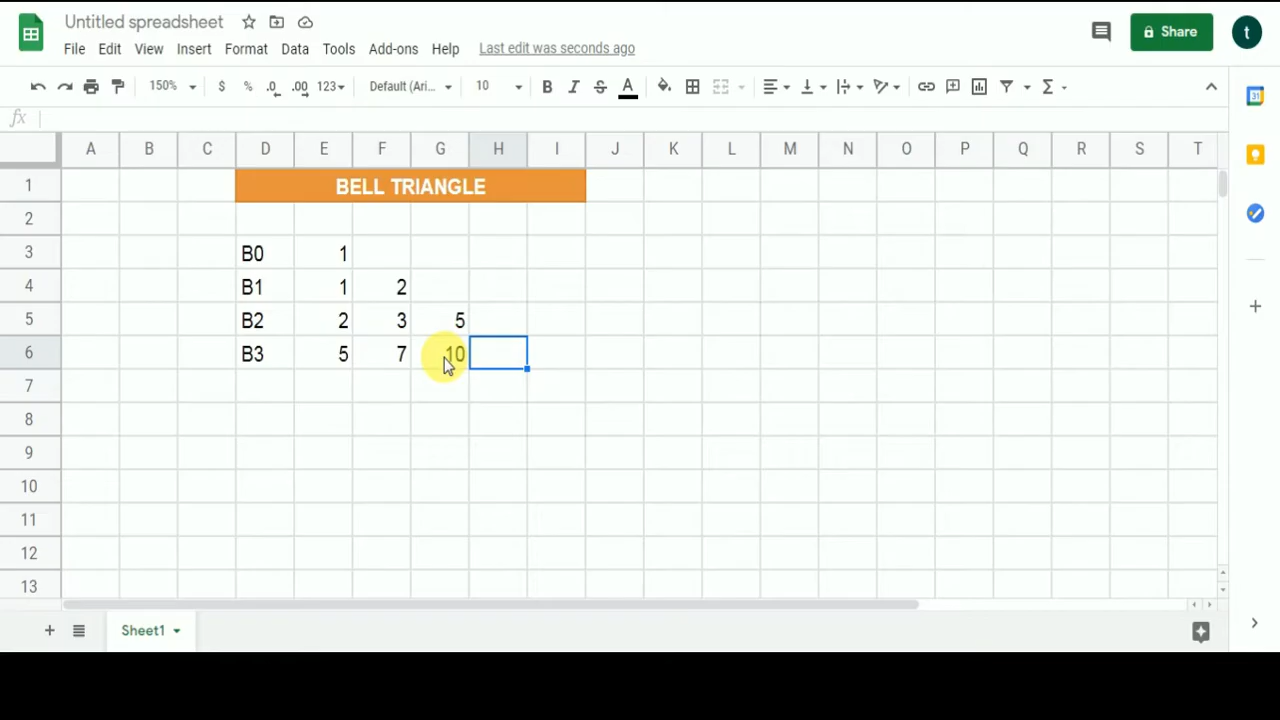 Untitled spreadsheet
File Edit View Insert Format Data Tools Add-ons Help Last edit was seconds ago
Share
t
150% $ % .0 .00 123 Default (Ari... 10 B I S A Σ
31
fx
A B C D E F G H I J K L M N O P Q R S T
1 BELL TRIANGLE
2
3 B0 1
4 B1 1 2
5 B2 2 3 5
6 B3 5 7 10
7
8
9
10
11
12
13
Sheet1